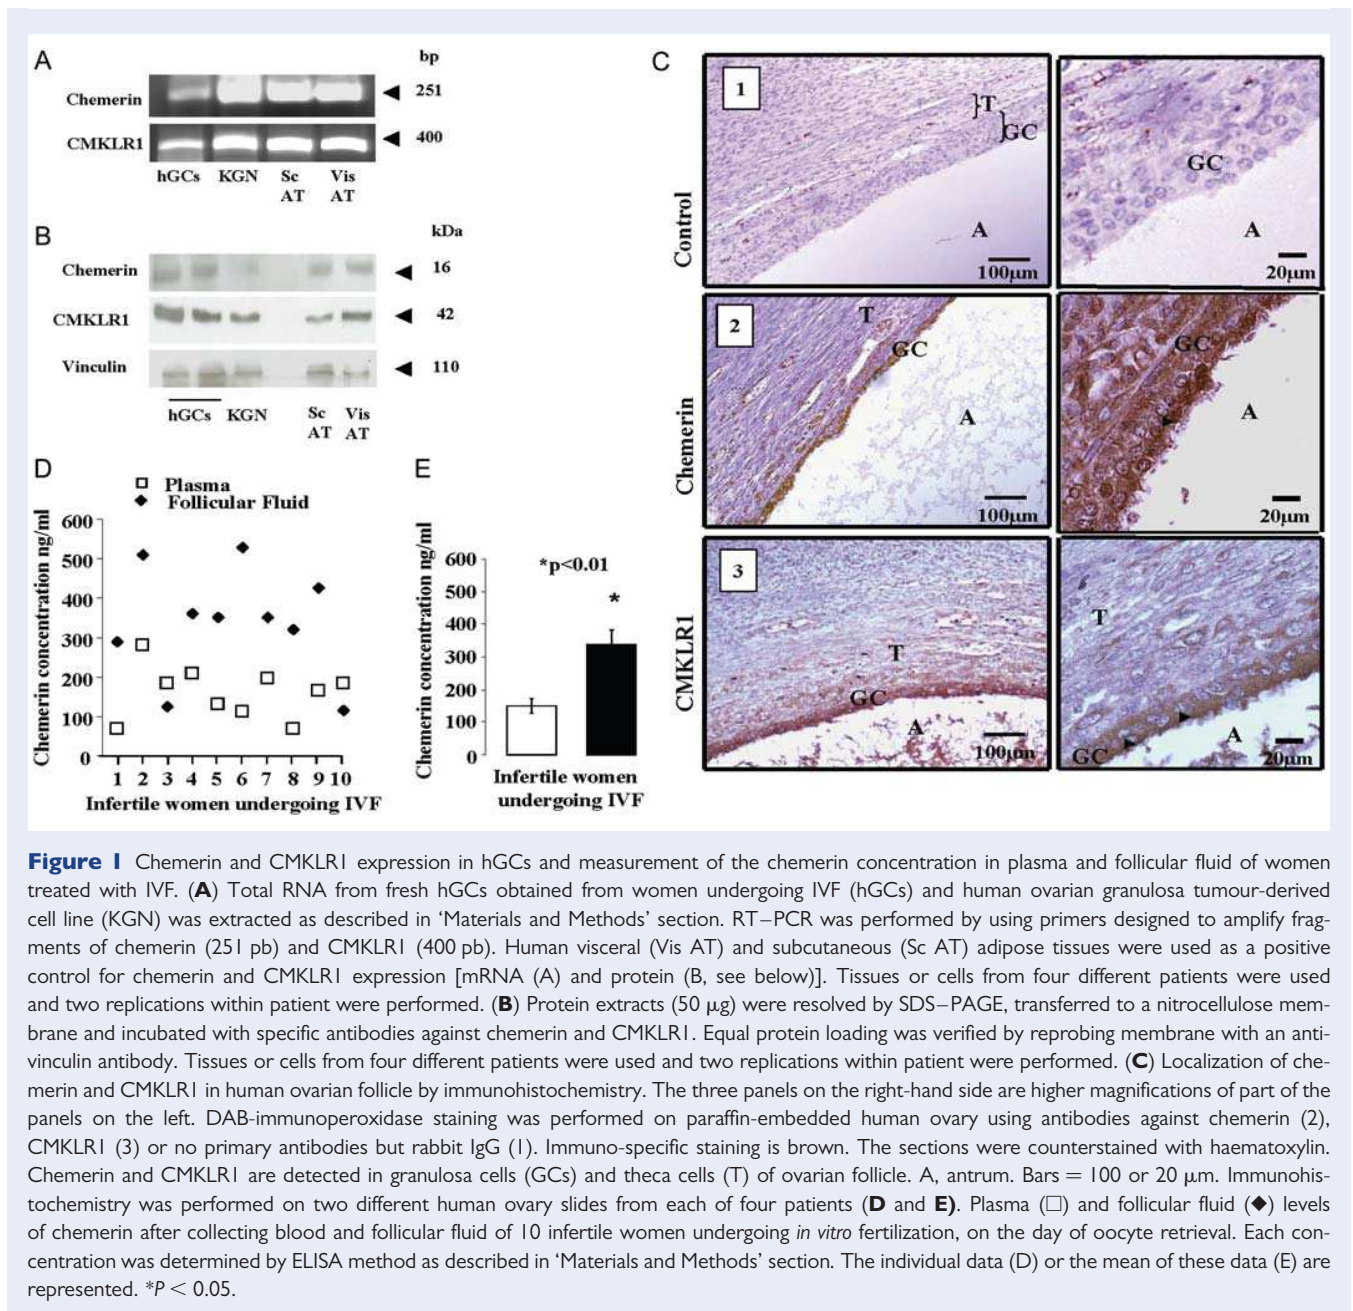 A
bp
Chemerin
251
CMKLR1
400
hGCs KGN Sc AT Vis AT
B
kDa
Chemerin
16
CMKLR1
42
Vinculin
110
hGCs KGN Sc AT Vis AT
C
Control
1
T
GC
A
100µm
GC
A
20µm
Chemerin
2
T
GC
A
100µm
GC
A
20µm
CMKLR1
3
T
GC
A
100µm
T
GC
A
20µm
D
Plasma
Follicular Fluid
Chemerin concentration ng/ml
600
500
400
300
200
100
0
1 2 3 4 5 6 7 8 9 10
Infertile women undergoing IVF
E
Chemerin concentration ng/ml
600
500
400
300
200
100
0
*p<0.01
*
Infertile women
undergoing IVF
Figure 1 Chemerin and CMKLR1 expression in hGCs and measurement of the chemerin concentration in plasma and follicular fluid of women
treated with IVF. (A) Total RNA from fresh hGCs obtained from women undergoing IVF (hGCs) and human ovarian granulosa tumour-derived
cell line (KGN) was extracted as described in ‘Materials and Methods’ section. RT–PCR was performed by using primers designed to amplify frag-
ments of chemerin (251 pb) and CMKLR1 (400 pb). Human visceral (Vis AT) and subcutaneous (Sc AT) adipose tissues were used as a positive
control for chemerin and CMKLR1 expression [mRNA (A) and protein (B, see below)]. Tissues or cells from four different patients were used
and two replications within patient were performed. (B) Protein extracts (50 µg) were resolved by SDS–PAGE, transferred to a nitrocellulose mem-
brane and incubated with specific antibodies against chemerin and CMKLR1. Equal protein loading was verified by reprobing membrane with an anti-
vinculin antibody. Tissues or cells from four different patients were used and two replications within patient were performed. (C) Localization of che-
merin and CMKLR1 in human ovarian follicle by immunohistochemistry. The three panels on the right-hand side are higher magnifications of part of the
panels on the left. DAB-immunoperoxidase staining was performed on paraffin-embedded human ovary using antibodies against chemerin (2),
CMKLR1 (3) or no primary antibodies but rabbit IgG (1). Immuno-specific staining is brown. The sections were counterstained with haematoxylin.
Chemerin and CMKLR1 are detected in granulosa cells (GCs) and theca cells (T) of ovarian follicle. A, antrum. Bars = 100 or 20 µm. Immunohis-
tochemistry was performed on two different human ovary slides from each of four patients (D and E). Plasma (□) and follicular fluid (◆) levels
of chemerin after collecting blood and follicular fluid of 10 infertile women undergoing in vitro fertilization, on the day of oocyte retrieval. Each con-
centration was determined by ELISA method as described in ‘Materials and Methods’ section. The individual data (D) or the mean of these data (E) are
represented. *P < 0.05.